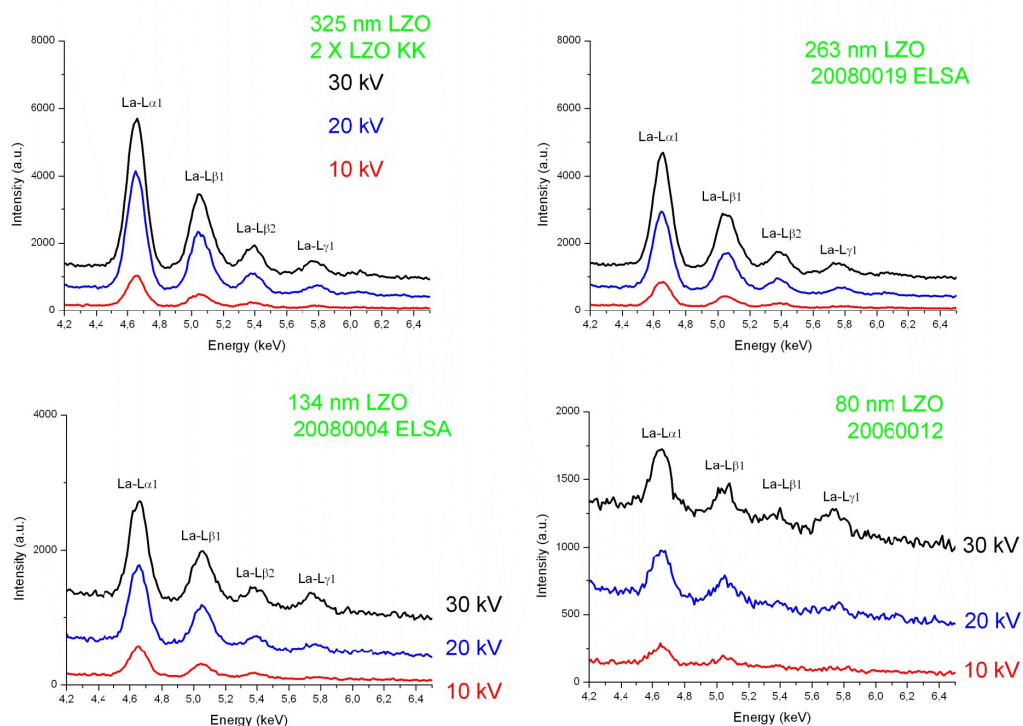 325 nm LZO
2 X LZO KK
30 kV
20 kV
10 kV
La-Lα1
La-Lβ1
La-Lβ2
La-Lγ1
8000
6000
4000
2000
0
Intensity (a.u.)
4,2 4,4 4,6 4,8 5,0 5,2 5,4 5,6 5,8 6,0 6,2 6,4
Energy (keV)
263 nm LZO
20080019 ELSA
La-Lα1
La-Lβ1
La-Lβ2
La-Lγ1
8000
6000
4000
2000
0
Intensity (a.u.)
4,2 4,4 4,6 4,8 5,0 5,2 5,4 5,6 5,8 6,0 6,2 6,4
Energy (keV)
134 nm LZO
20080004 ELSA
La-Lα1
La-Lβ1
La-Lβ2
La-Lγ1
4000
2000
0
Intensity (a.u.)
30 kV
20 kV
10 kV
4,2 4,4 4,6 4,8 5,0 5,2 5,4 5,6 5,8 6,0 6,2 6,4
Energy (keV)
80 nm LZO
20060012
La-Lα1
La-Lβ1
La-Lβ1
La-Lγ1
2000
1500
1000
500
0
Intensity (a.u.)
30 kV
20 kV
10 kV
4,2 4,4 4,6 4,8 5,0 5,2 5,4 5,6 5,8 6,0 6,2 6,4
Energy (keV)